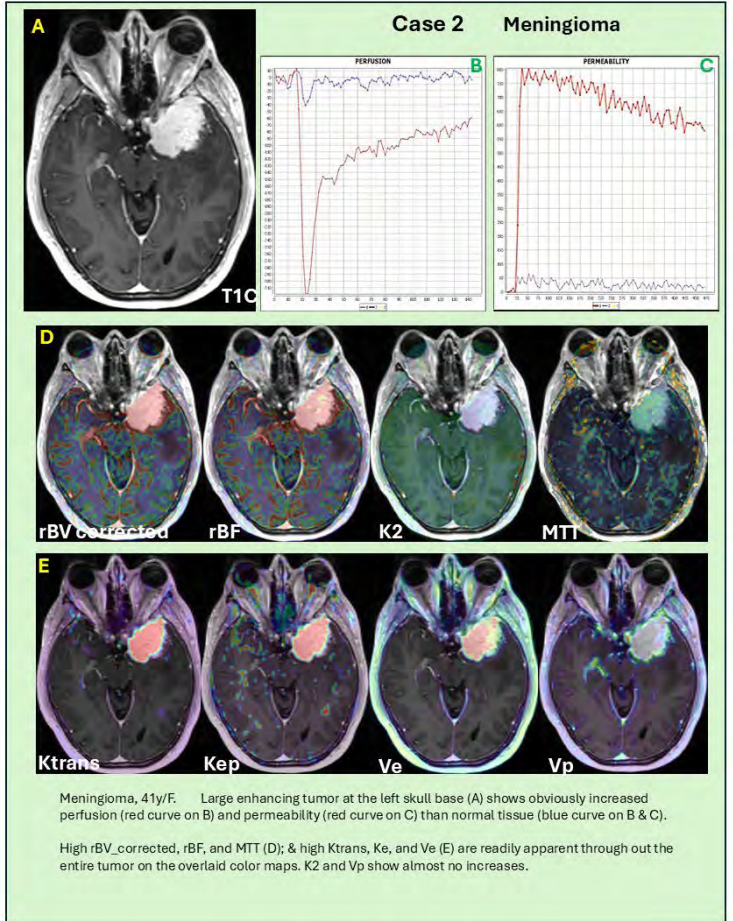 Case 2 Meningioma
A
PERFUSION
B
PERMEABILITY
C
T1C
D
rBV corrected rBF K2 MTT
E
Ktrans Kep Ve Vp
Meningioma, 41y/F. Large enhancing tumor at the left skull base (A) shows obviously increased
perfusion (red curve on B) and permeability (red curve on C) than normal tissue (blue curve on B & C).
High rBV_corrected, rBF, and MTT (D); & high Ktrans, Ke, and Ve (E) are readily apparent through out the
entire tumor on the overlaid color maps. K2 and Vp show almost no increases.